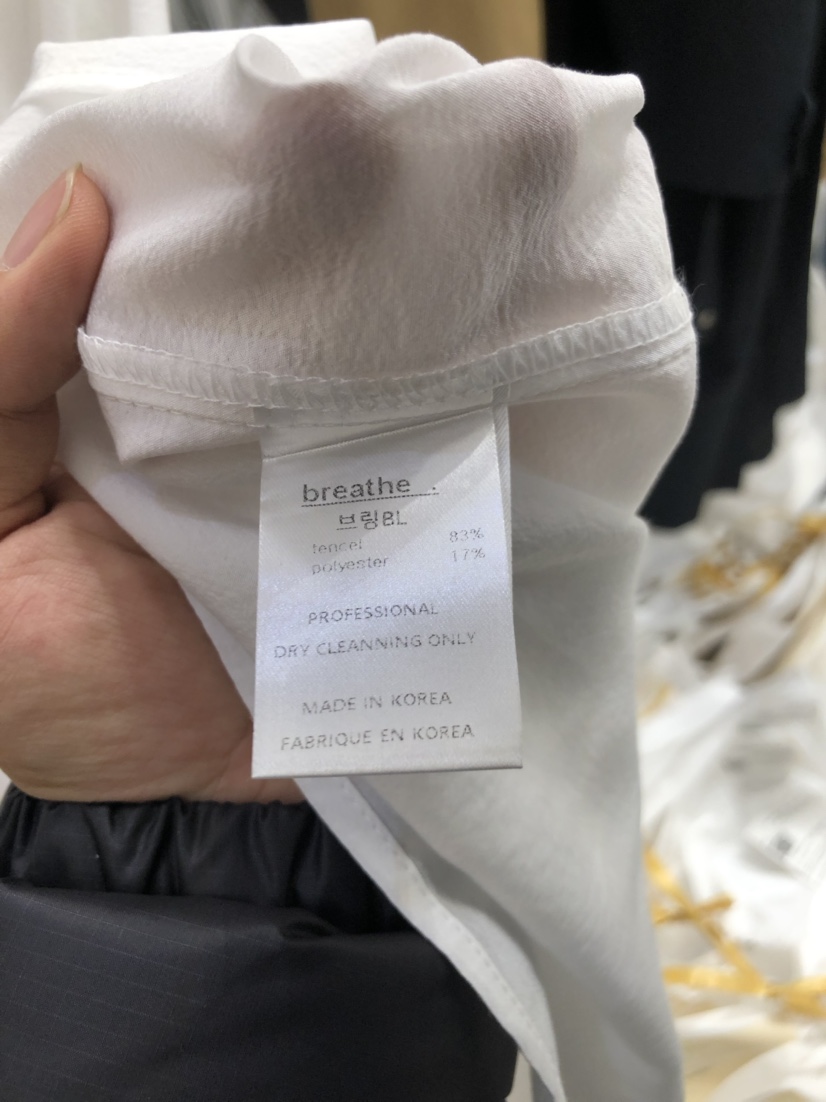 breathe
브링BL
tencel 83%
polyester 17%
PROFESSIONAL
DRY CLEANNING ONLY
MADE IN KOREA
FABRIQUE EN KOREA